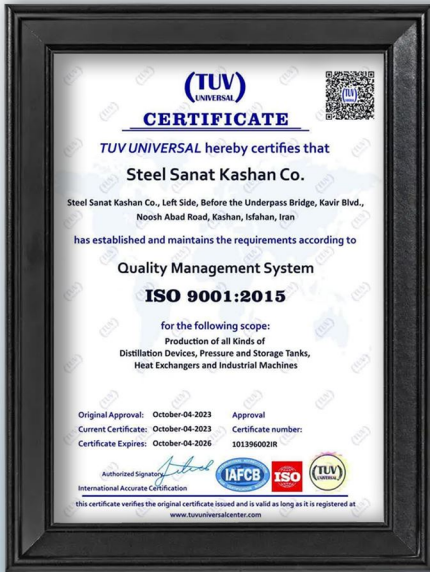 (TUV)
UNIVERSAL
(TUV)
CERTIFICATE
TUV UNIVERSAL hereby certifies that
Steel Sanat Kashan Co.
Steel Sanat Kashan Co., Left Side, Before the Underpass Bridge, Kavir Blvd.,
Noosh Abad Road, Kashan, Isfahan, Iran
has established and maintains the requirements according to
Quality Management System
ISO 9001:2015
for the following scope:
Production of all Kinds of
Distillation Devices, Pressure and Storage Tanks,
Heat Exchangers and Industrial Machines
Original Approval: October-04-2023 Approval
Current Certificate: October-04-2023 Certificate number:
Certificate Expires: October-04-2026 101396002IR
Authorized Signatory
International Accurate Certification
IAFCB
ISO
(TUV)
UNIVERSAL
this certificate verifies the original certificate issued and is valid as long as it is registered at
www.tuvuniversalcenter.com